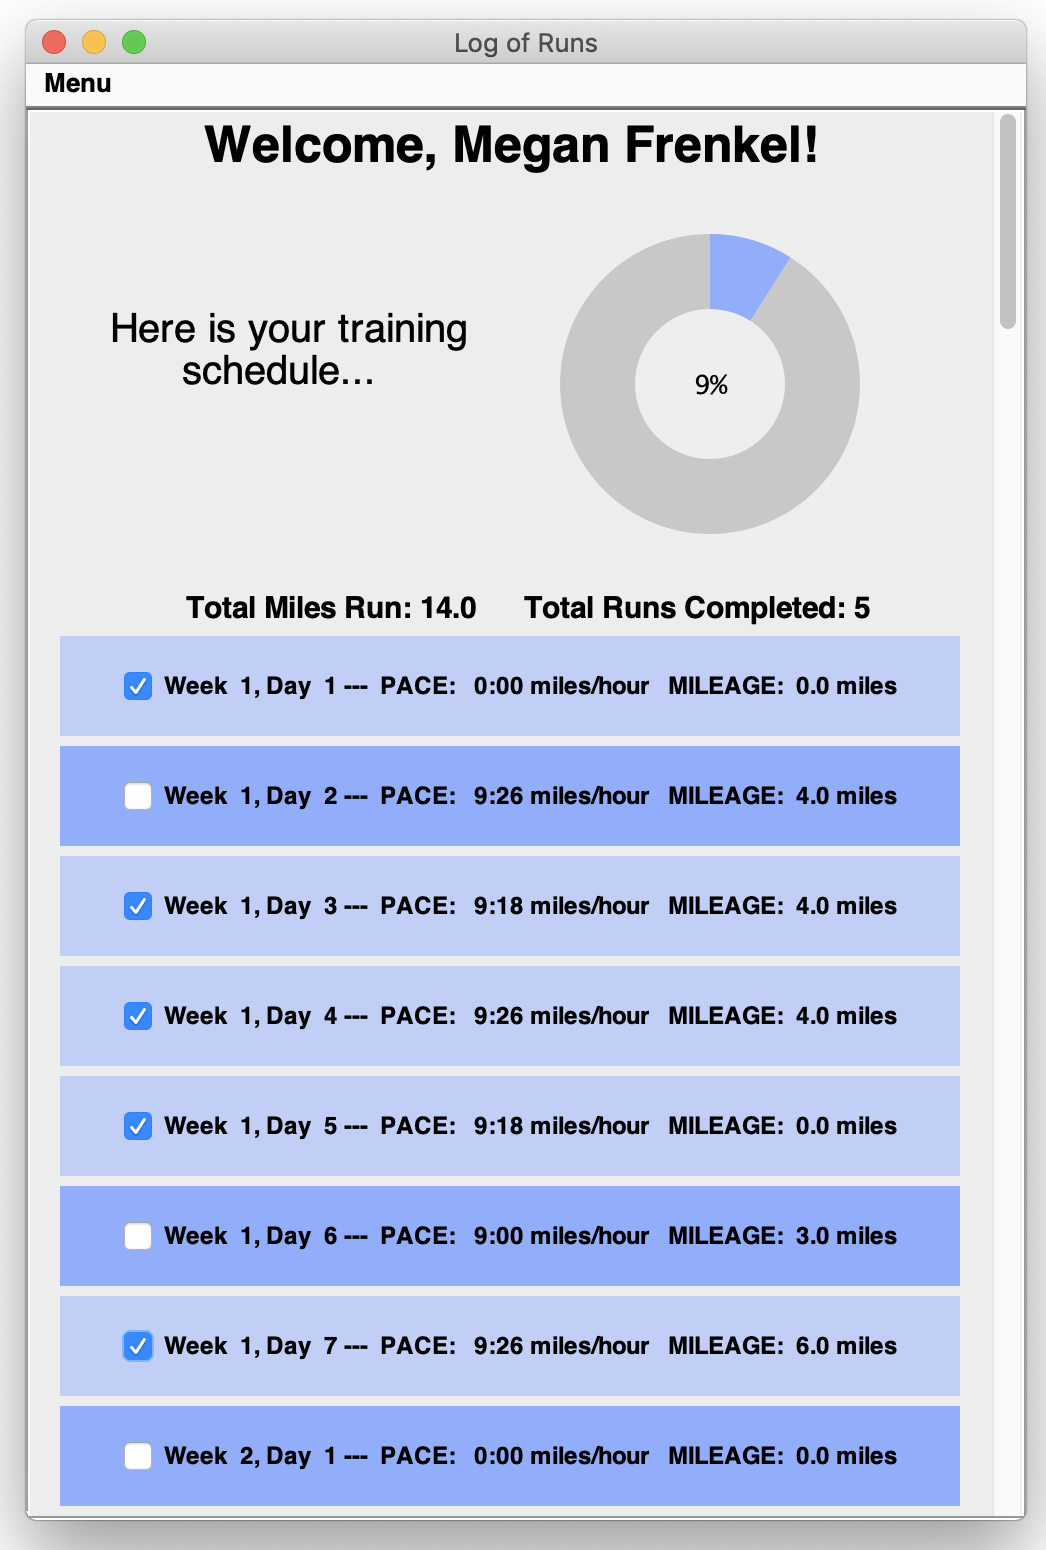 Log of Runs
Menu
Welcome, Megan Frenkel!
Here is your training
schedule...
9%
Total Miles Run: 14.0 Total Runs Completed: 5
Week 1, Day 1 --- PACE: 0:00 miles/hour MILEAGE: 0.0 miles
Week 1, Day 2 --- PACE: 9:26 miles/hour MILEAGE: 4.0 miles
Week 1, Day 3 --- PACE: 9:18 miles/hour MILEAGE: 4.0 miles
Week 1, Day 4 --- PACE: 9:26 miles/hour MILEAGE: 4.0 miles
Week 1, Day 5 --- PACE: 9:18 miles/hour MILEAGE: 0.0 miles
Week 1, Day 6 --- PACE: 9:00 miles/hour MILEAGE: 3.0 miles
Week 1, Day 7 --- PACE: 9:26 miles/hour MILEAGE: 6.0 miles
Week 2, Day 1 --- PACE: 0:00 miles/hour MILEAGE: 0.0 miles